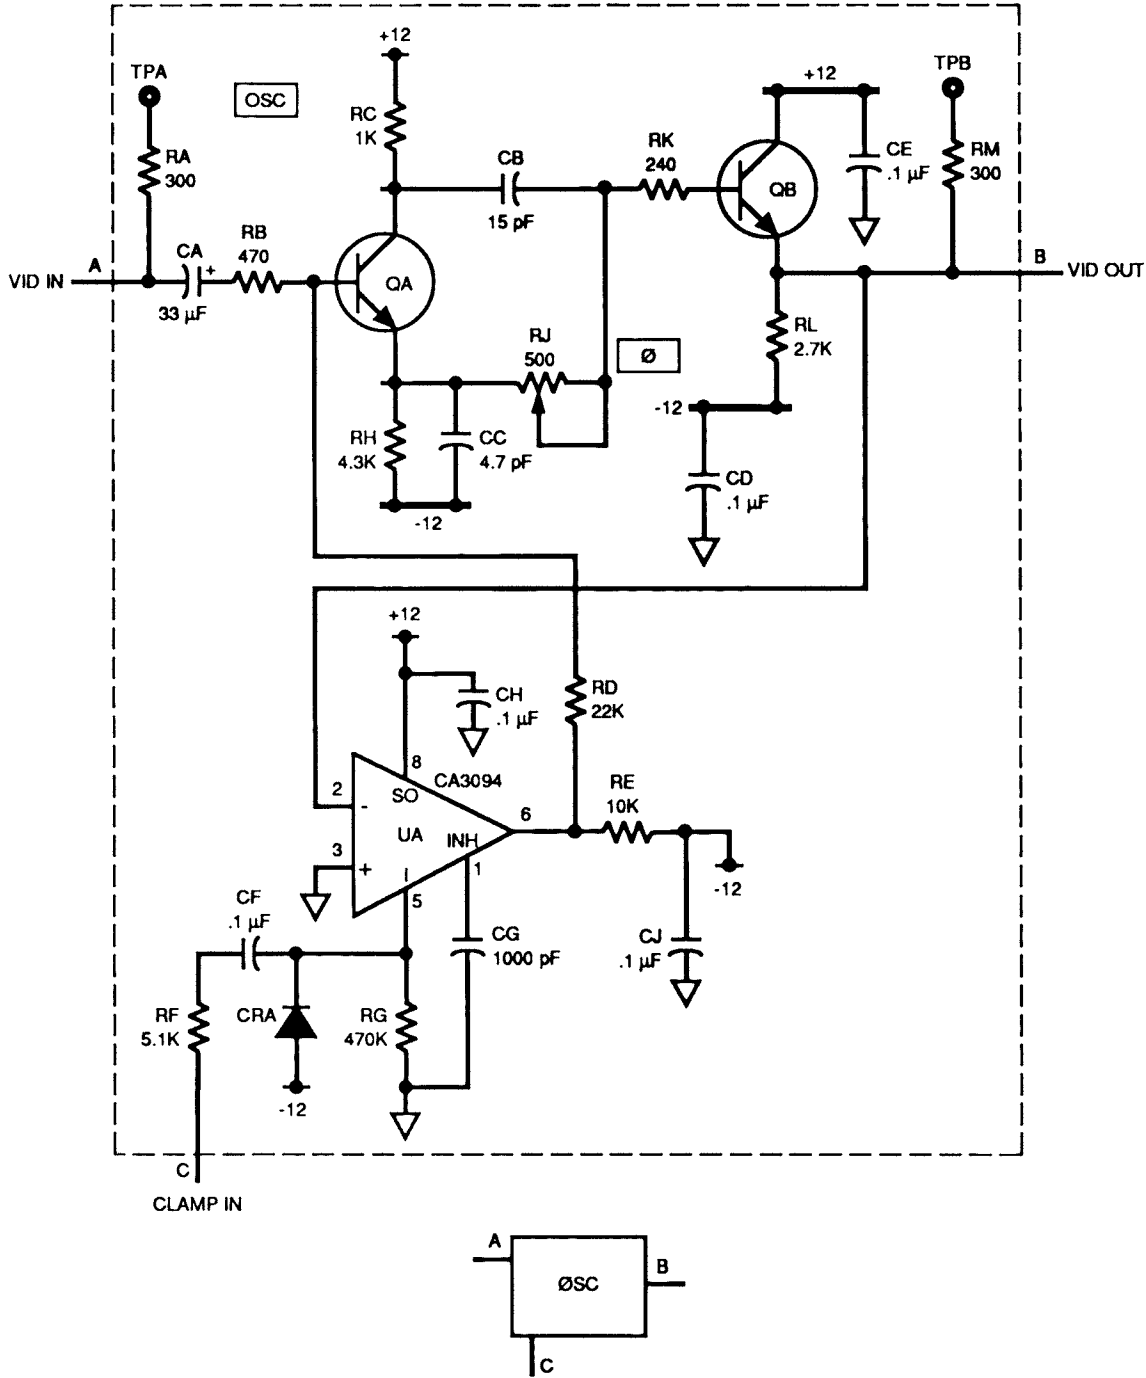 +12
TPA
TPB
+12
OSC
RC
1K
RK
240
CE
.1 µF
RM
300
RA
300
CB
15 pF
QB
CA
33 µF
+
RB
470
A
B
VID IN
VID OUT
QA
RJ
500
Ø
RL
2.7K
-12
RH
4.3K
CC
4.7 pF
CD
.1 µF
-12
+12
CH
.1 µF
RD
22K
8
CA3094
2
-
SO
RE
10K
6
UA
INH
3
+
I
1
5
-12
CF
.1 µF
CG
1000 pF
CJ
.1 µF
RF
5.1K
CRA
RG
470K
-12
C
CLAMP IN
A
B
ØSC
C